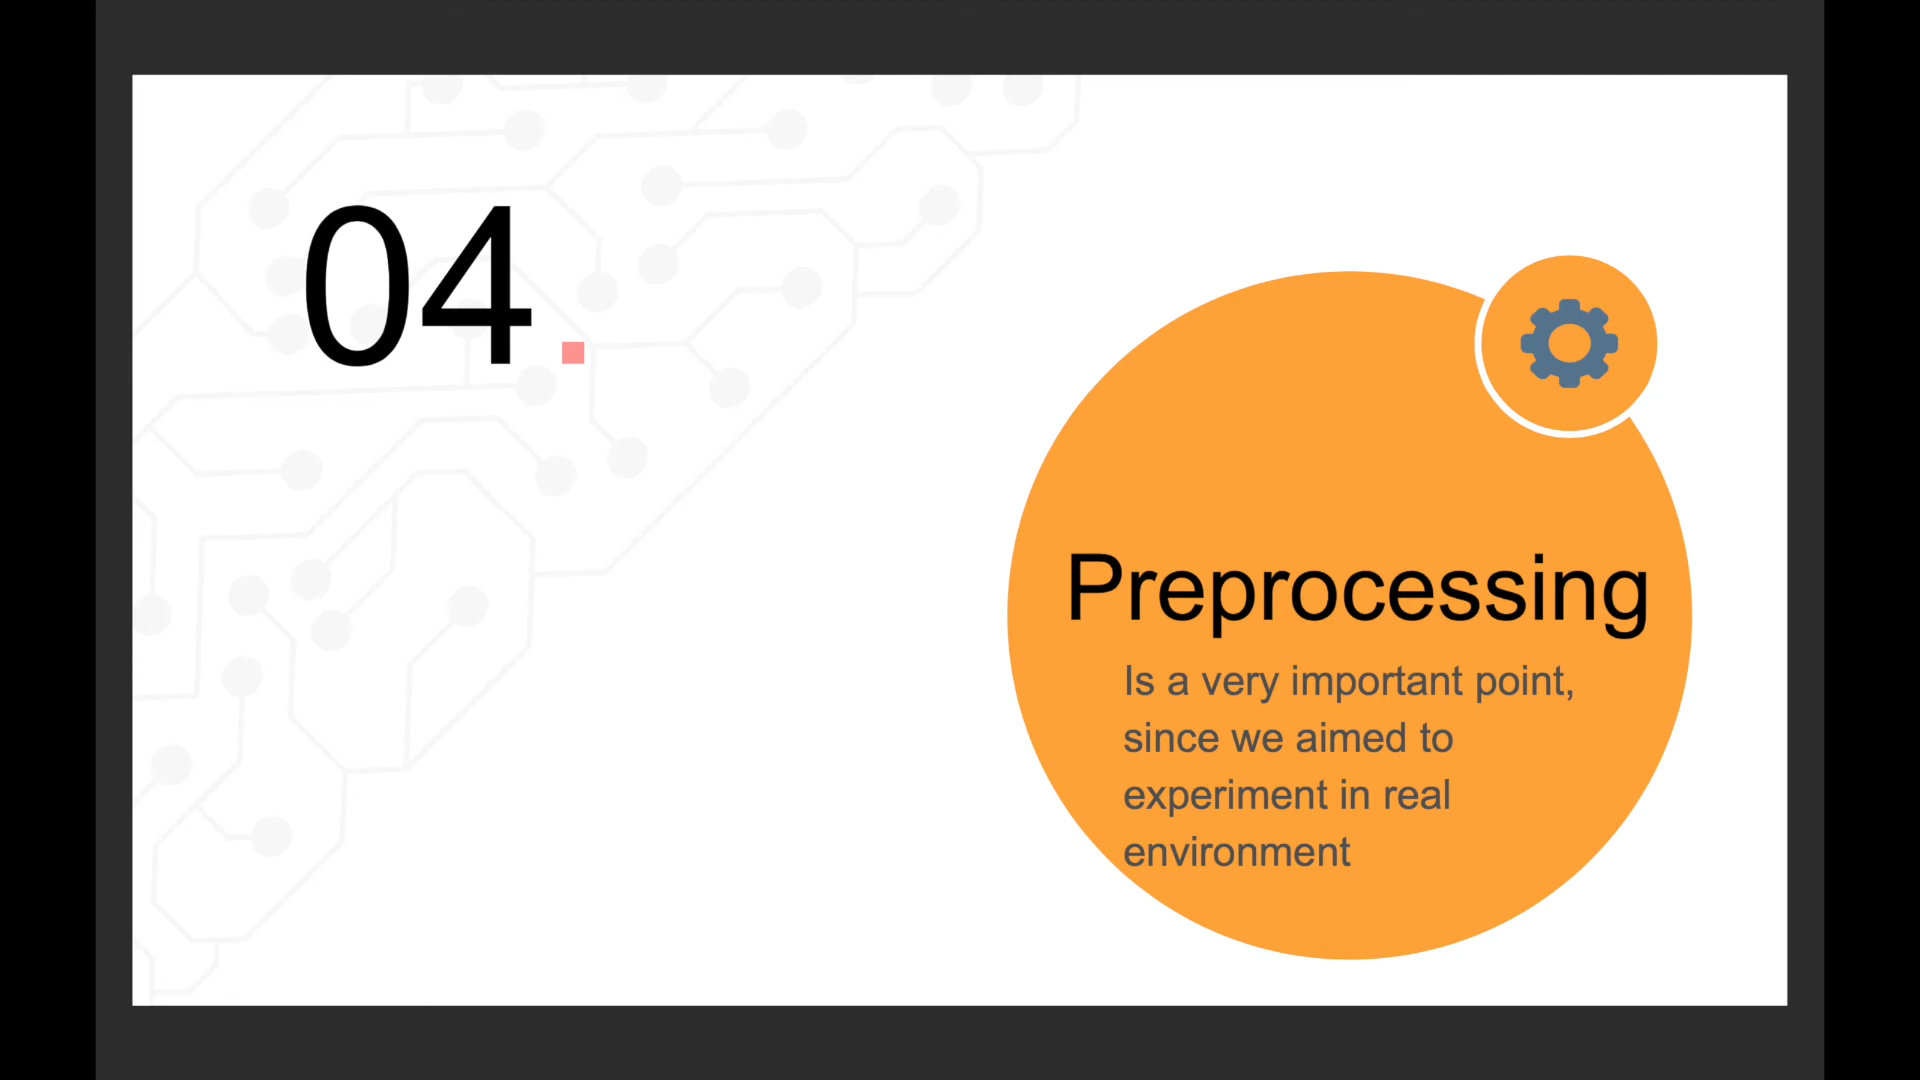 04.
Preprocessing
Is a very important point,
since we aimed to
experiment in real
environment